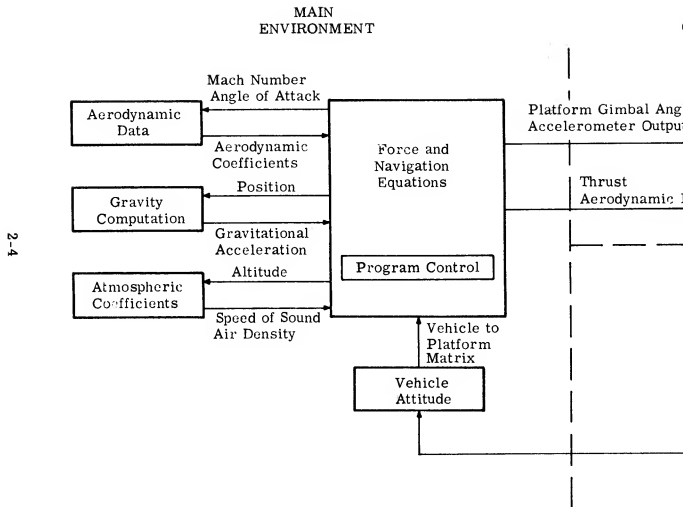 MAIN
ENVIRONMENT
Mach Number
Angle of Attack
Aerodynamic
Data
Aerodynamic
Coefficients
Position
Gravity
Computation
Gravitational
Acceleration
Altitude
Atmospheric
Coefficients
Speed of Sound
Air Density
Force and
Navigation
Equations
Program Control
Vehicle to
Platform
Matrix
Vehicle
Attitude
Platform Gimbal Ang
Accelerometer Output
Thrust
Aerodynamic
2-4